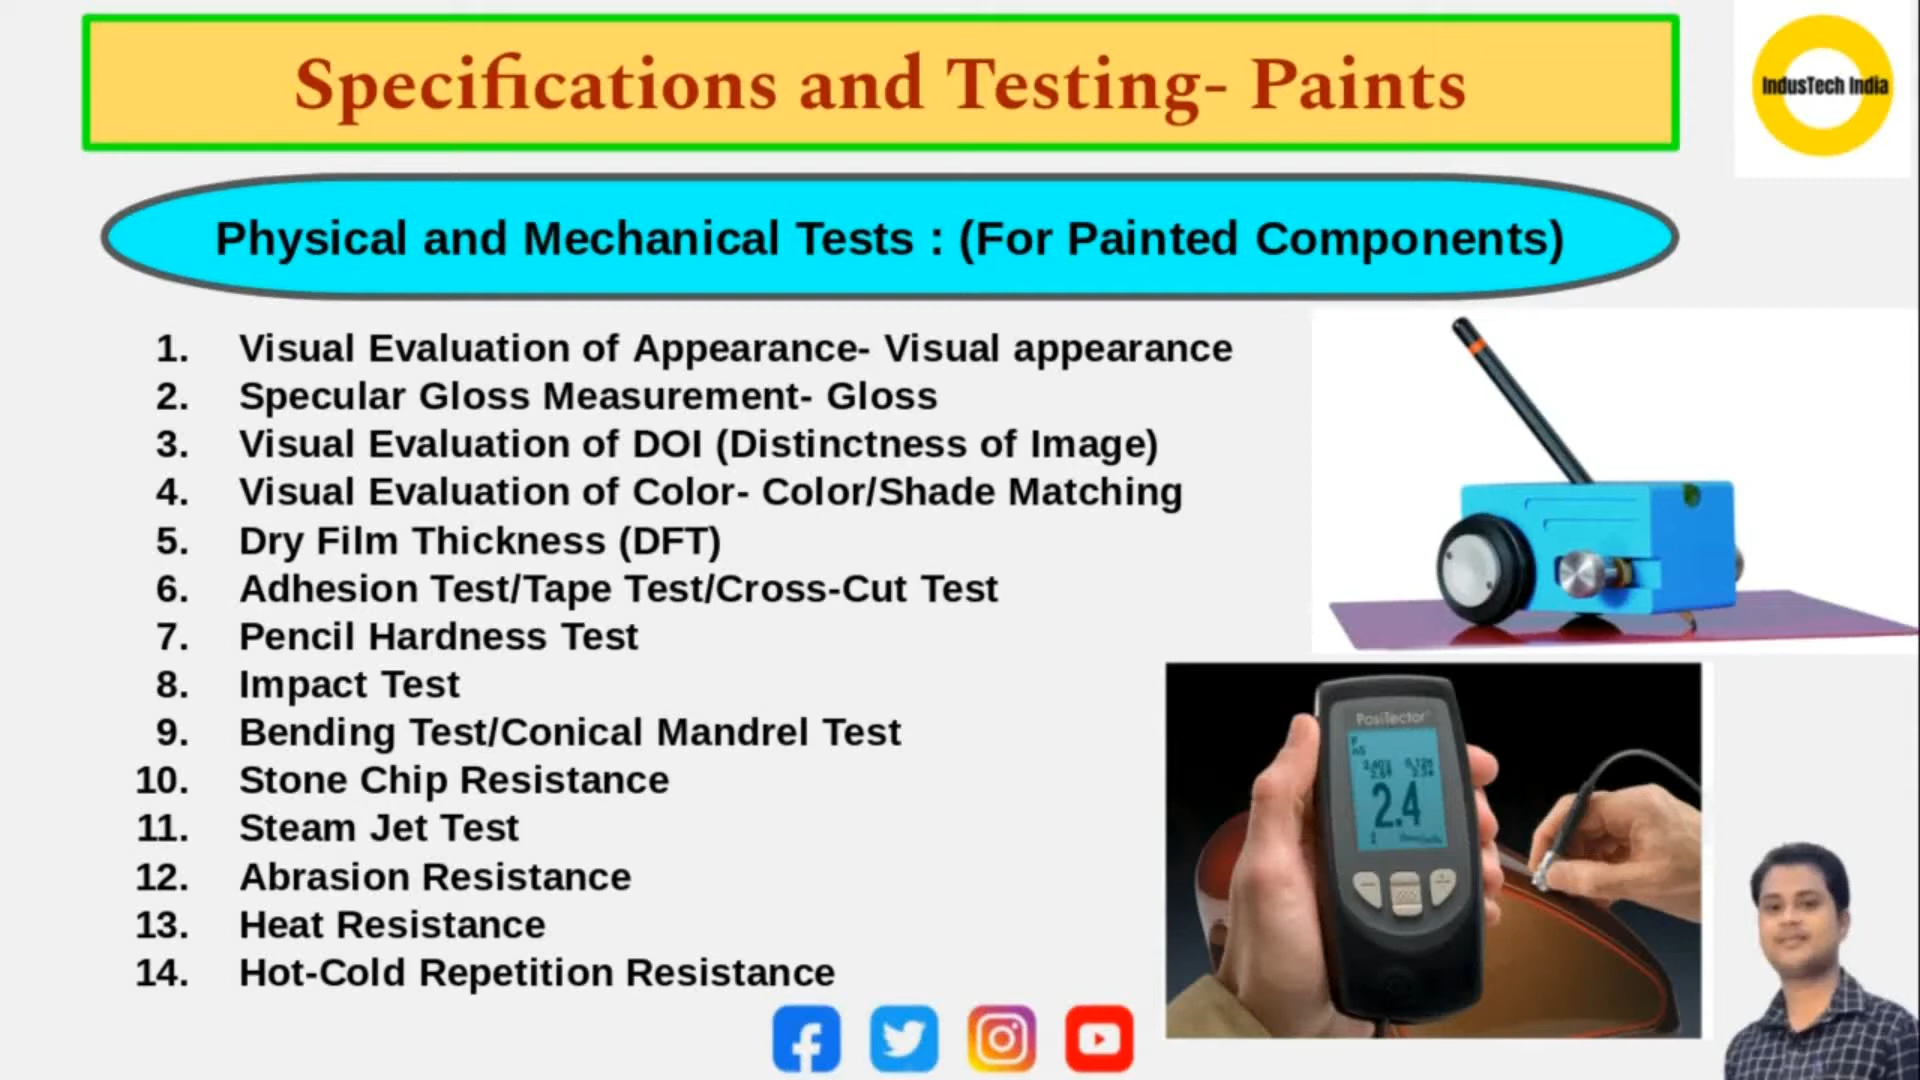 Specifications and Testing- Paints
IndusTech India
Physical and Mechanical Tests : (For Painted Components)
1. Visual Evaluation of Appearance- Visual appearance
2. Specular Gloss Measurement- Gloss
3. Visual Evaluation of DOI (Distinctness of Image)
4. Visual Evaluation of Color- Color/Shade Matching
5. Dry Film Thickness (DFT)
6. Adhesion Test/Tape Test/Cross-Cut Test
7. Pencil Hardness Test
8. Impact Test
9. Bending Test/Conical Mandrel Test
10. Stone Chip Resistance
11. Steam Jet Test
12. Abrasion Resistance
13. Heat Resistance
14. Hot-Cold Repetition Resistance
PosiTector
2.4